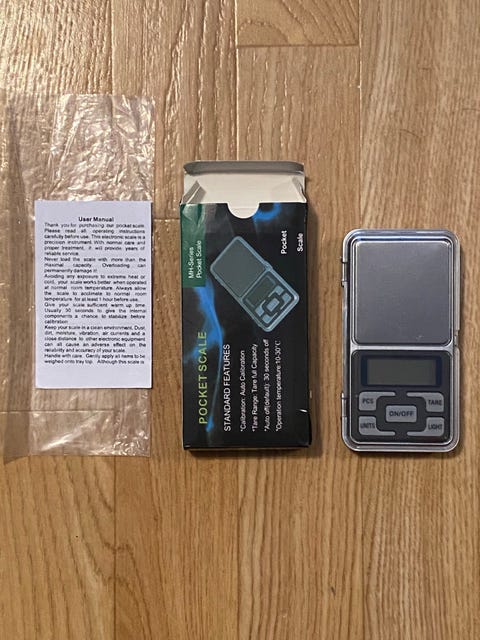 User Manual
Thank you for purchasing our pocket scale.
Please read all operating instructions
carefully before use. This electronic scale is a
precision instrument. With normal care and
proper treatment, it will provide years of
reliable service.
Never load the scale with more than the
maximal capacity. Overloading can
permanently damage it!
Avoiding any exposure to extreme heat or
cold, your scale works better when operated
at normal room temperature. Always allow
the scale to acclimate to normal room
temperature for at least 1 hour before use.
Give your scale sufficient warm up time.
Usually 30 seconds to give the internal
components a chance to stabilize before
calibration.
Keep your scale in a clean environment. Dust,
dirt, moisture, vibration, air currents and a
close distance to other electronic equipment
can all cause an adverse effect on the
reliability and accuracy of your scale.
Handle with care. Gently apply all items to be
weighed onto tray top. Although this scale is
MH-Series
Pocket Scale
Pocket
Scale
POCKET SCALE
STANDARD FEATURES
*Calibration: Auto Calibration
*Tare Range: Tare full Capacity
*Auto off(default): 30 seconds off
*Operation temperature:10-30℃
PCS
TARE
ON/OFF
UNITS
LIGHT